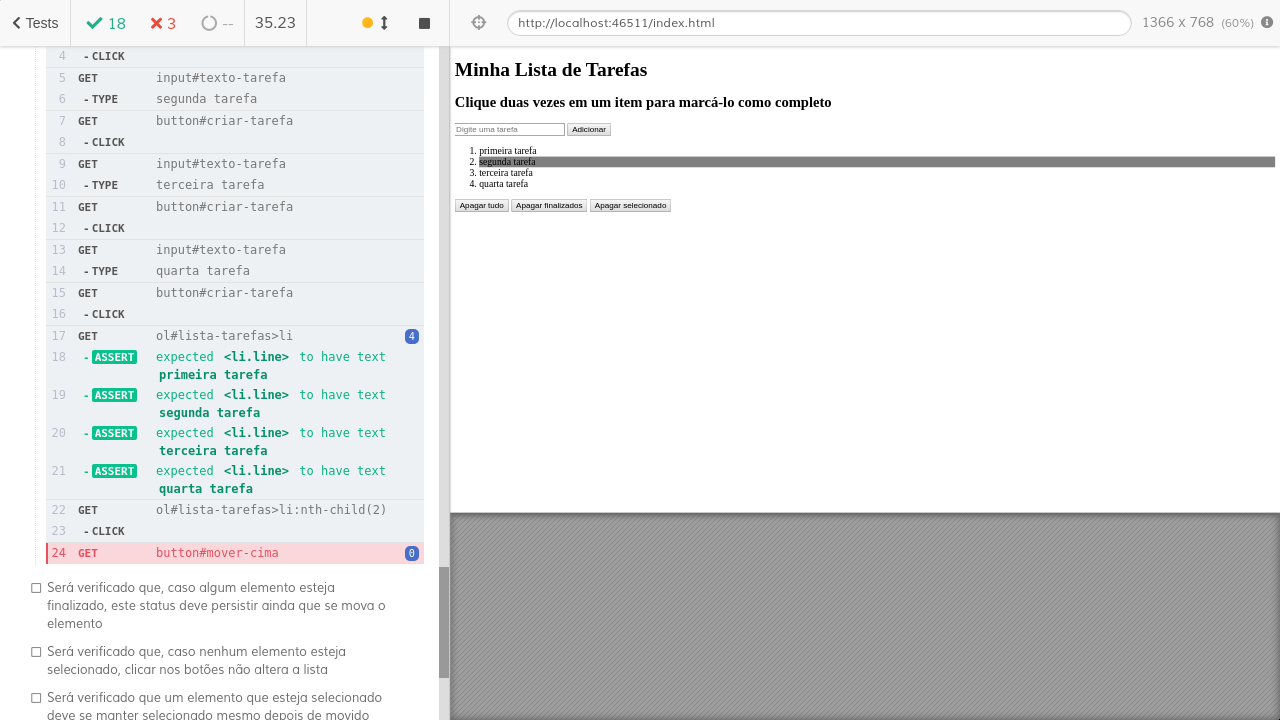 Tests 18 3 -- 35.23
4 - CLICK
5 GET input#texto-tarefa
6 - TYPE segunda tarefa
7 GET button#criar-tarefa
8 - CLICK
9 GET input#texto-tarefa
10 - TYPE terceira tarefa
11 GET button#criar-tarefa
12 - CLICK
13 GET input#texto-tarefa
14 - TYPE quarta tarefa
15 GET button#criar-tarefa
16 - CLICK
17 GET ol#lista-tarefas>li 4
18 - ASSERT expected <li.line> to have text
primeira tarefa
19 - ASSERT expected <li.line> to have text
segunda tarefa
20 - ASSERT expected <li.line> to have text
terceira tarefa
21 - ASSERT expected <li.line> to have text
quarta tarefa
22 GET ol#lista-tarefas>li:nth-child(2)
23 - CLICK
24 GET button#mover-cima 0
Será verificado que, caso algum elemento esteja
finalizado, este status deve persistir ainda que se mova o
elemento
Será verificado que, caso nenhum elemento esteja
selecionado, clicar nos botões não altera a lista
Será verificado que um elemento que esteja selecionado
deve se manter selecionado mesmo depois de movido
http://localhost:46511/index.html 1366 x 768 (60%)
Minha Lista de Tarefas
Clique duas vezes em um item para marcá-lo como completo
Digite uma tarefa Adicionar
1. primeira tarefa
2. segunda tarefa
3. terceira tarefa
4. quarta tarefa
Apagar tudo Apagar finalizados Apagar selecionado